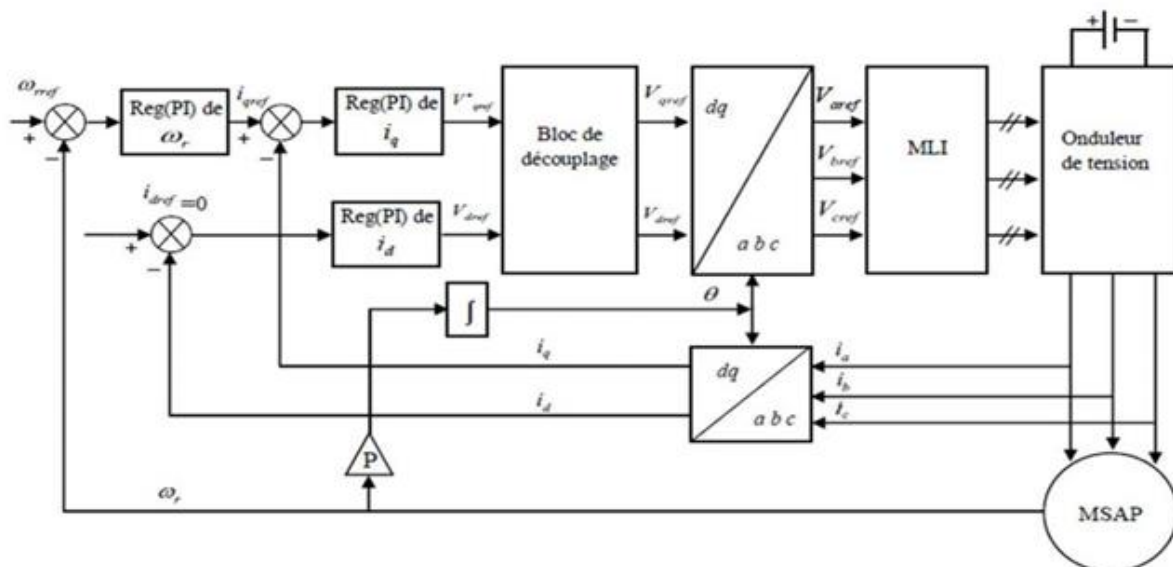 + −
ω_rref
+
−
Reg(PI) de
ω_r
i_qref
+
−
Reg(PI) de
i_q
V*_qref
Bloc de
découplage
V_qref
dq
a b c
V_aref
V_bref
V_cref
MLI
Onduleur
de tension
i_dref =0
+
−
Reg(PI) de
i_d
V_dref
V_dref
∫
θ
i_q
i_d
dq
a b c
i_a
i_b
i_c
P
ω_r
MSAP